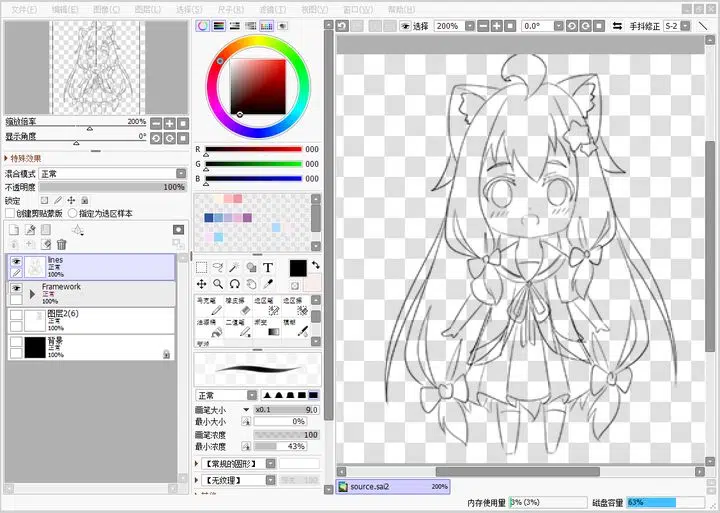 文件(F) 编辑(E) 图像(C) 图层(L) 选择(S) 尺子(R) 滤镜(I) 视图(V) 窗口(W) 帮助(H)
选择 200% 0.0° 手抖修正 S-2
缩放倍率 200%
显示角度 0°
特殊效果
混合模式 正常
不透明度 100%
锁定
创建剪贴蒙版 指定为选区样本
lines
正常
100%
Framework
正常
100%
图层2(6)
正常
100%
背景
正常
100%
R 000
G 000
B 000
T
马克笔 橡皮擦 选区笔 选区擦
油漆桶 二值笔 渐变 模糊
正常
画笔大小 x0.1 9.0
最小大小 0%
画笔浓度 100
最小浓度 43%
【常规的圆形】
【无纹理】
source.sai2 200%
内存使用量 3% (3%) 磁盘容量 63%